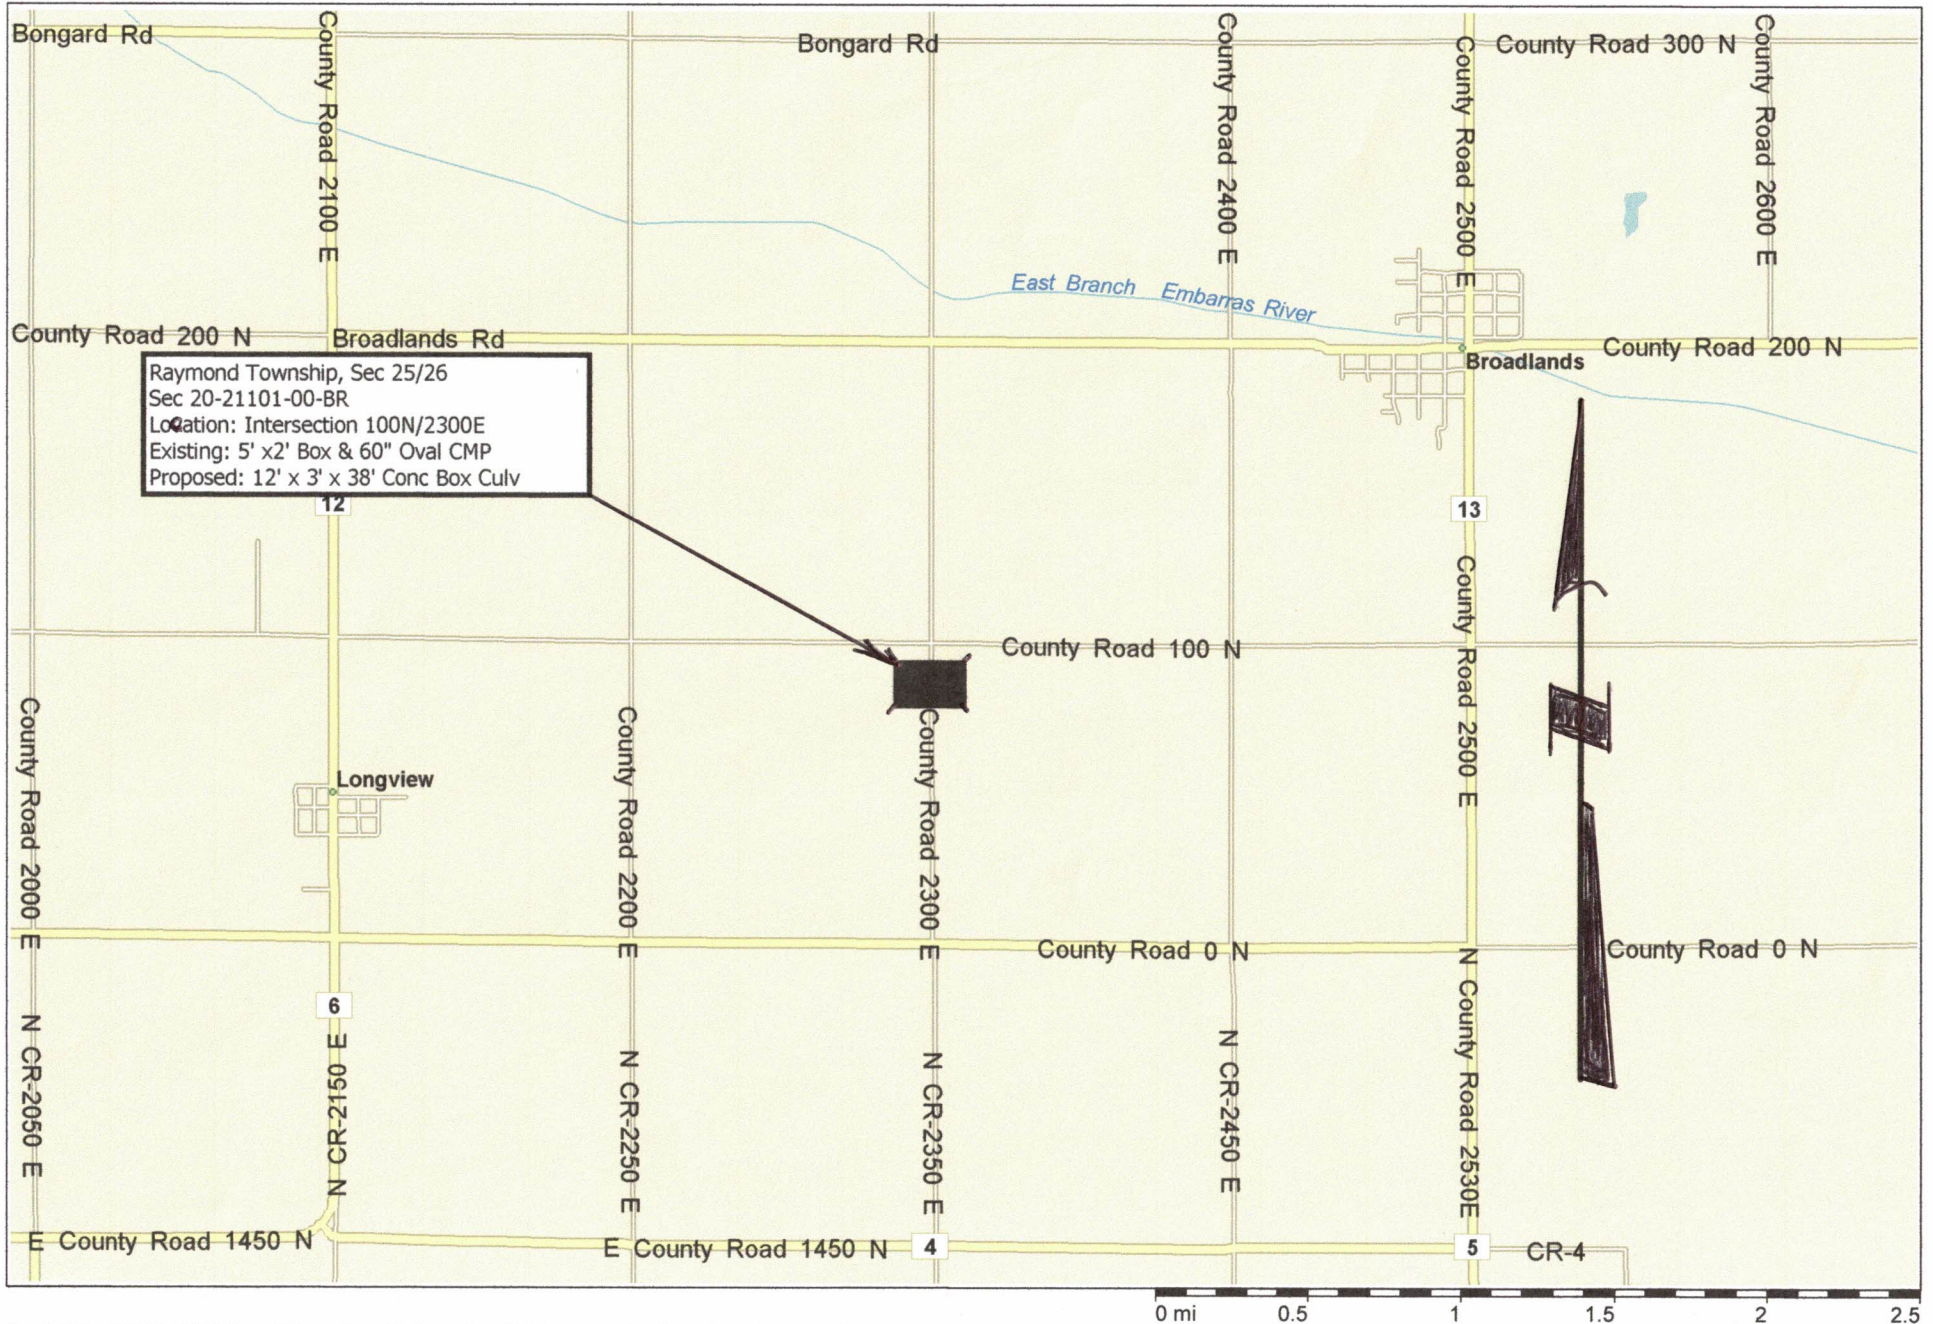 Bongard Rd
Bongard Rd
County Road 300 N
County Road 2100 E
County Road 2400 E
County Road 2500 E
County Road 2600 E
East Branch Embarras River
County Road 200 N
Broadlands Rd
County Road 200 N
Broadlands
Raymond Township, Sec 25/26
Sec 20-21101-00-BR
Location: Intersection 100N/2300E
Existing: 5' x2' Box & 60" Oval CMP
Proposed: 12' x 3' x 38' Conc Box Culv
12
13
County Road 100 N
County Road 2000 E
Longview
County Road 2200 E
County Road 2300 E
County Road 2500 E
N
County Road 0 N
County Road 0 N
6
N CR-2050 E
N CR-2150 E
N CR-2250 E
N CR-2350 E
N CR-2450 E
N County Road 2530E
E County Road 1450 N
E County Road 1450 N
4
5
CR-4
0 mi 0.5 1 1.5 2 2.5